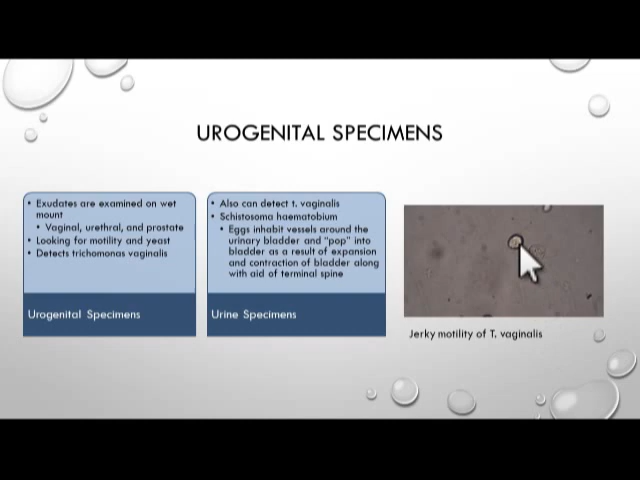 UROGENITAL SPECIMENS
• Exudates are examined on wet
mount
• Vaginal, urethral, and prostate
• Looking for motility and yeast
• Detects trichomonas vaginalis
Urogenital Specimens
• Also can detect t. vaginalis
• Schistosoma haematobium
• Eggs inhabit vessels around the
urinary bladder and “pop” into
bladder as a result of expansion
and contraction of bladder along
with aid of terminal spine
Urine Specimens
Jerky motility of T. vaginalis